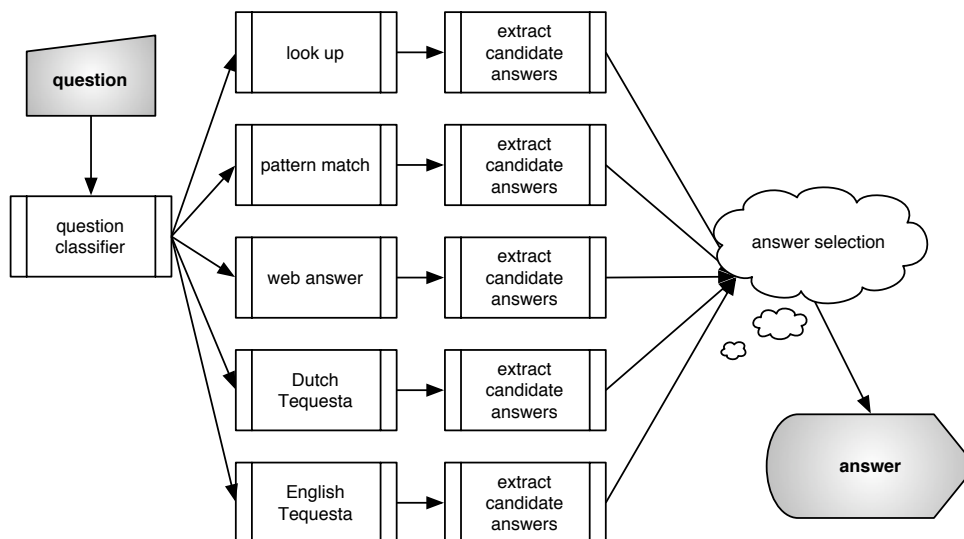 question
question
classifier
look up
extract
candidate
answers
pattern match
extract
candidate
answers
web answer
extract
candidate
answers
Dutch
Tequesta
extract
candidate
answers
English
Tequesta
extract
candidate
answers
answer selection
answer